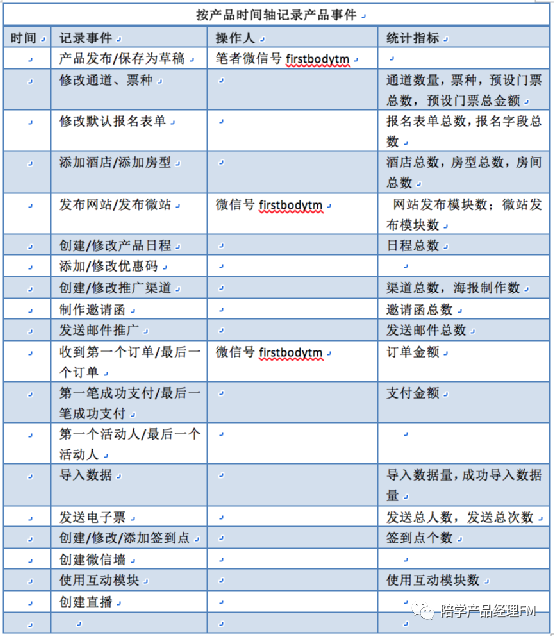 按产品时间轴记录产品事件
时间 记录事件 操作人 统计指标
产品发布/保存为草稿 笔者微信号 firstbodytm
修改通道、票种 通道数量，票种，预设门票
总数，预设门票总金额
修改默认报名表单 报名表单总数，报名字段总
数
添加酒店/添加房型 酒店总数，房型总数，房间
总数
发布网站/发布微站 微信号 firstbodytm 网站发布模块数；微站发
布模块数
创建/修改产品日程 日程总数
添加/修改优惠码
创建/修改推广渠道 渠道总数，海报制作数
制作邀请函 邀请函总数
发送邮件推广 发送邮件总数
收到第一个订单/最后一 微信号 firstbodytm 订单金额
个订单
第一笔成功支付/最后一 支付金额
笔成功支付
第一个活动人/最后一个
活动人
导入数据 导入数据量，成功导入数据
量
发送电子票 发送总人数，发送总次数
创建/修改/添加签到点 签到点个数
创建微信墙
使用互动模块 使用互动模块数
创建直播
陪学产品经理FM